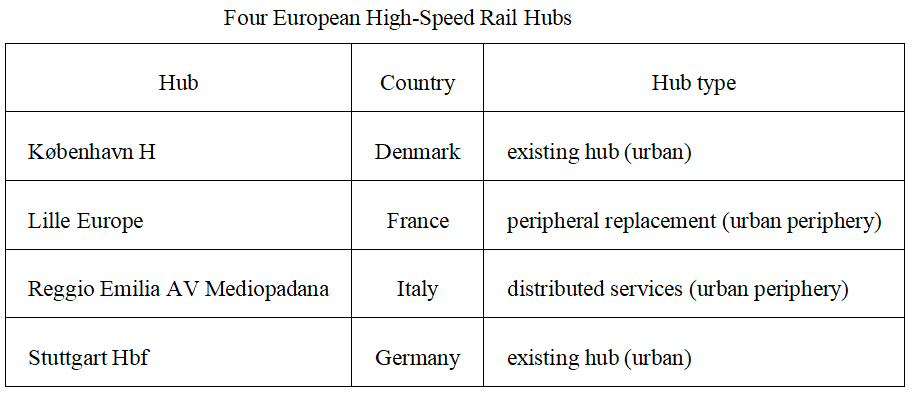 Four European High-Speed Rail Hubs
Hub Country Hub type
København H Denmark existing hub (urban)
Lille Europe France peripheral replacement (urban periphery)
Reggio Emilia AV Mediopadana Italy distributed services (urban periphery)
Stuttgart Hbf Germany existing hub (urban)